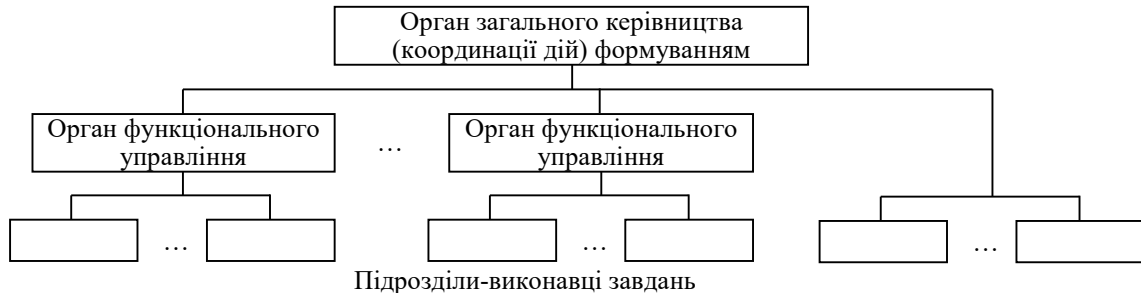 Орган загального керівництва
(координації дій) формуванням
Орган функціонального
управління
…
Орган функціонального
управління
…
…
…
Підрозділи-виконавці завдань